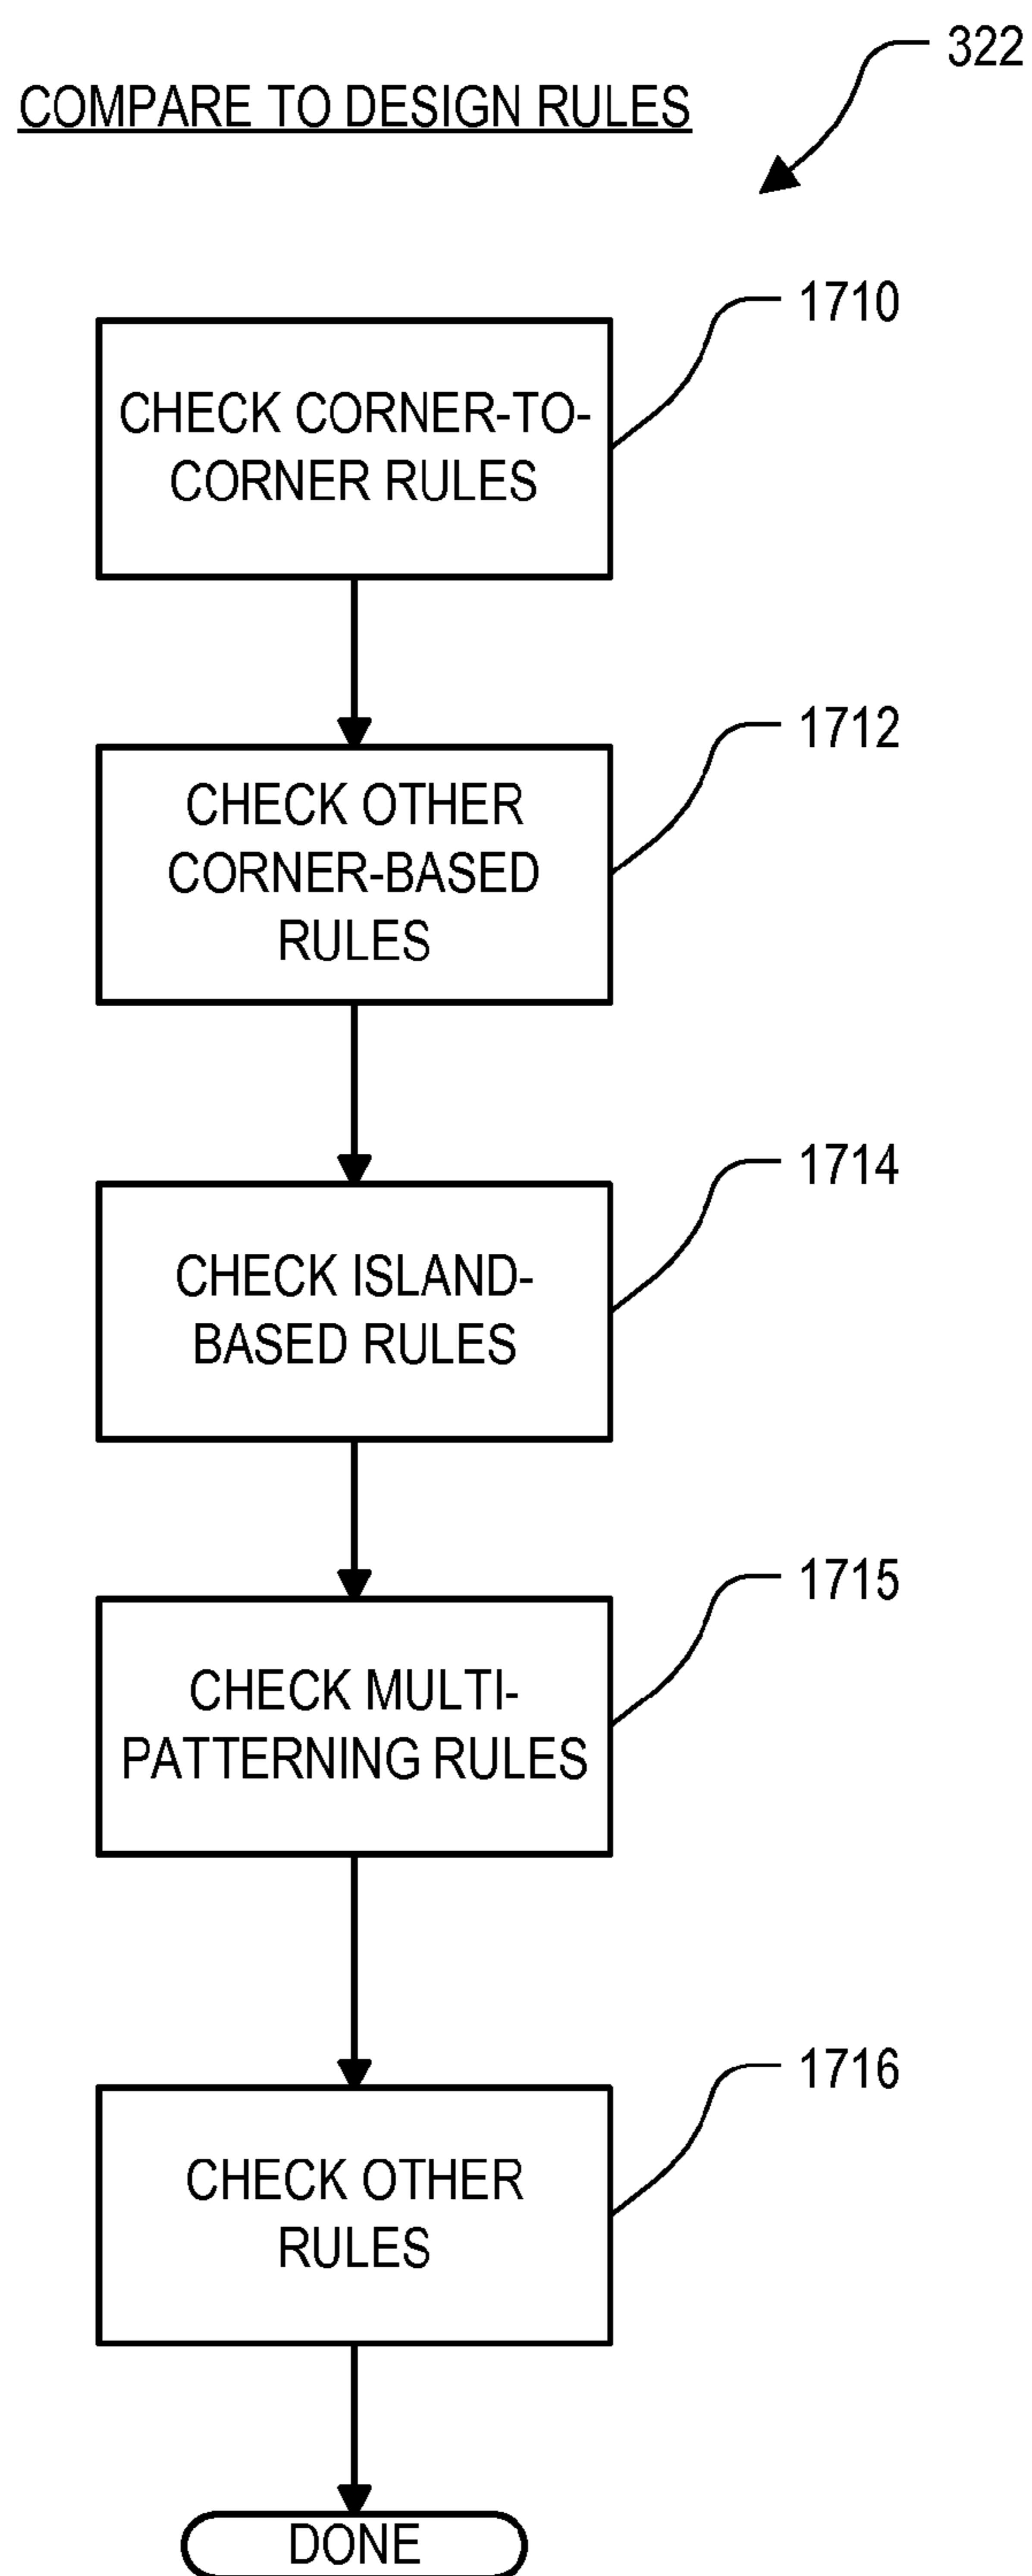 322
COMPARE TO DESIGN RULES
1710
CHECK CORNER-TO-
CORNER RULES
1712
CHECK OTHER
CORNER-BASED
RULES
1714
CHECK ISLAND-
BASED RULES
1715
CHECK MULTI-
PATTERNING RULES
1716
CHECK OTHER
RULES
DONE